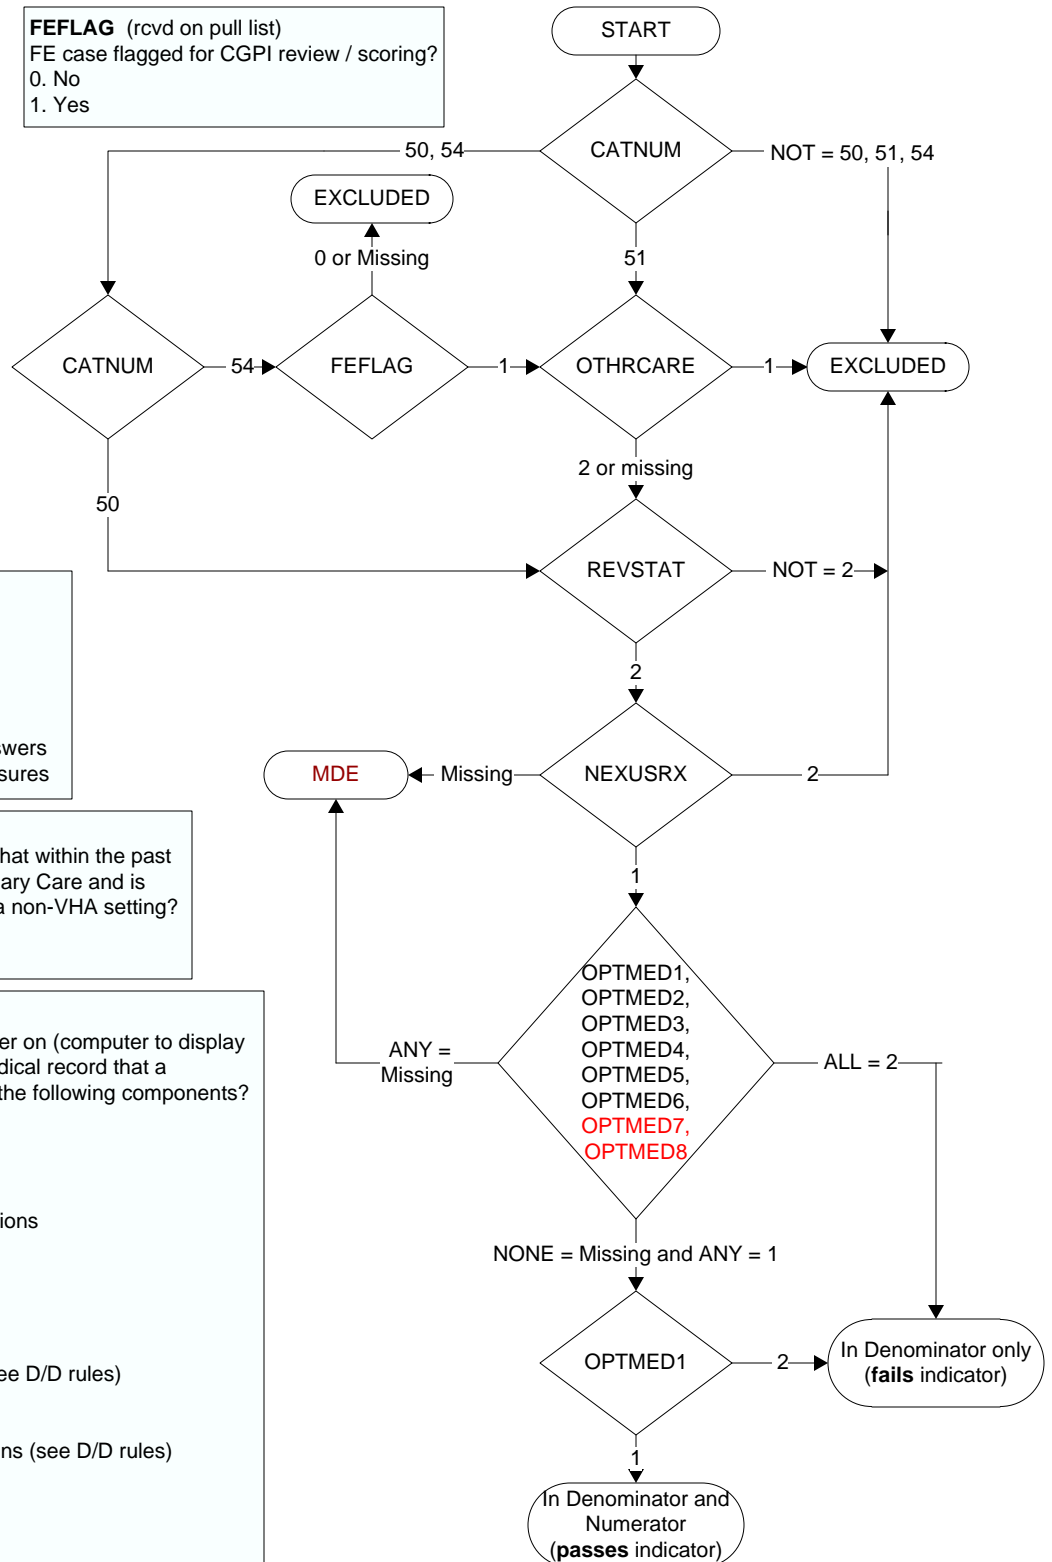 FEFLAG (rcvd on pull list)
FE case flagged for CGPI review / scoring?
0. No
1. Yes
START
CATNUM
50, 54
NOT = 50, 51, 54
EXCLUDED
0 or Missing
51
CATNUM
54
FEFLAG
1
OTHRCARE
1
EXCLUDED
2 or missing
50
REVSTAT
NOT = 2
2
swers
sures
MDE
Missing
NEXUSRX
2
hat within the past
ary Care and is
a non-VHA setting?
1
OPTMED1,
OPTMED2,
OPTMED3,
OPTMED4,
OPTMED5,
OPTMED6,
OPTMED7,
OPTMED8
ANY =
Missing
ALL = 2
er on (computer to display
dical record that a
the following components?
ions
ee D/D rules)
ns (see D/D rules)
NONE = Missing and ANY = 1
OPTMED1
2
In Denominator only
(fails indicator)
1
In Denominator and
Numerator
(passes indicator)